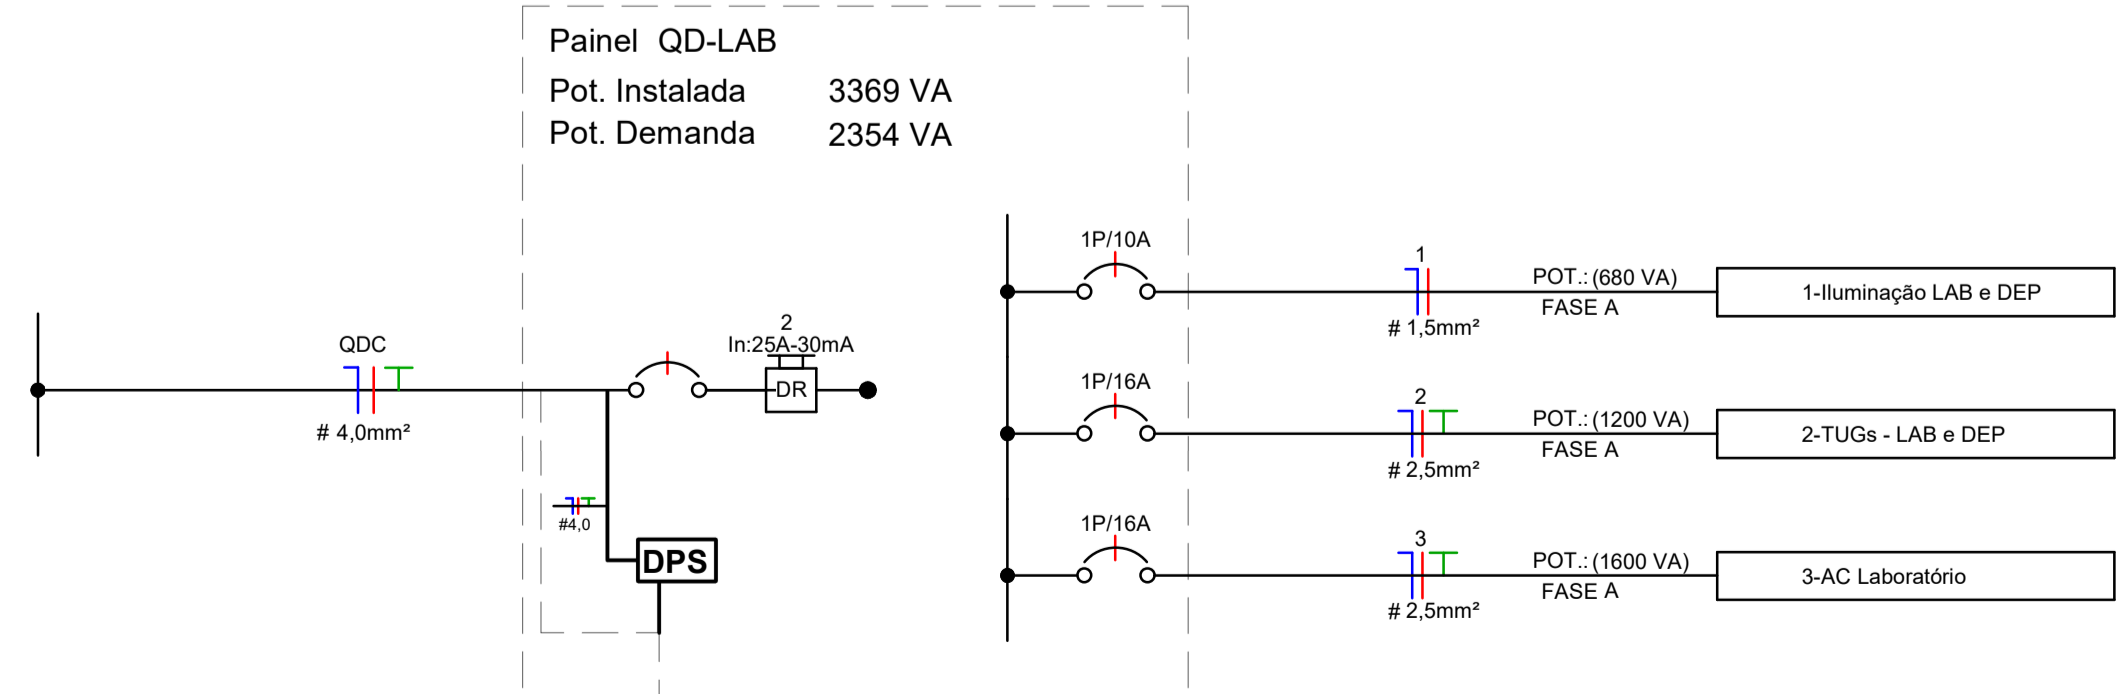 Painel QD-LAB
Pot. Instalada 3369 VA
Pot. Demanda 2354 VA
QDC
# 4,0mm²
2
In:25A-30mA
DR
#4,0
DPS
1P/10A
1
# 1,5mm²
POT.: (680 VA)
FASE A
1-Iluminação LAB e DEP
1P/16A
2
# 2,5mm²
POT.: (1200 VA)
FASE A
2-TUGs - LAB e DEP
1P/16A
3
# 2,5mm²
POT.: (1600 VA)
FASE A
3-AC Laboratório